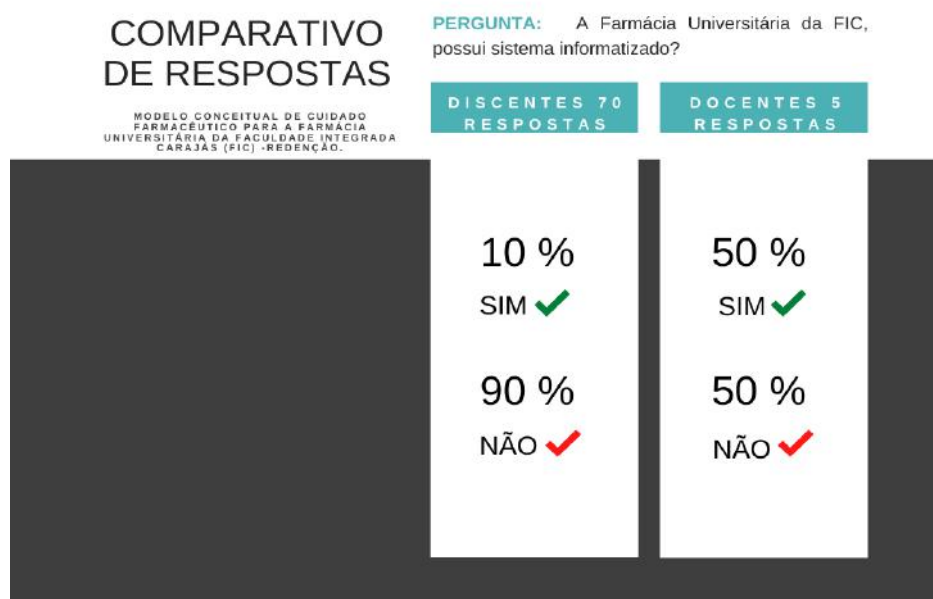 COMPARATIVO
DE RESPOSTAS
MODELO CONCEITUAL DE CUIDADO
FARMACÊUTICO PARA A FARMÁCIA
UNIVERSITÁRIA DA FACULDADE INTEGRADA
CARAJÁS (FIC) -REDENÇÃO.
PERGUNTA: A Farmácia Universitária da FIC,
possui sistema informatizado?
DISCENTES 70
RESPOSTAS
10 %
SIM
90 %
NÃO
DOCENTES 5
RESPOSTAS
50 %
SIM
50 %
NÃO